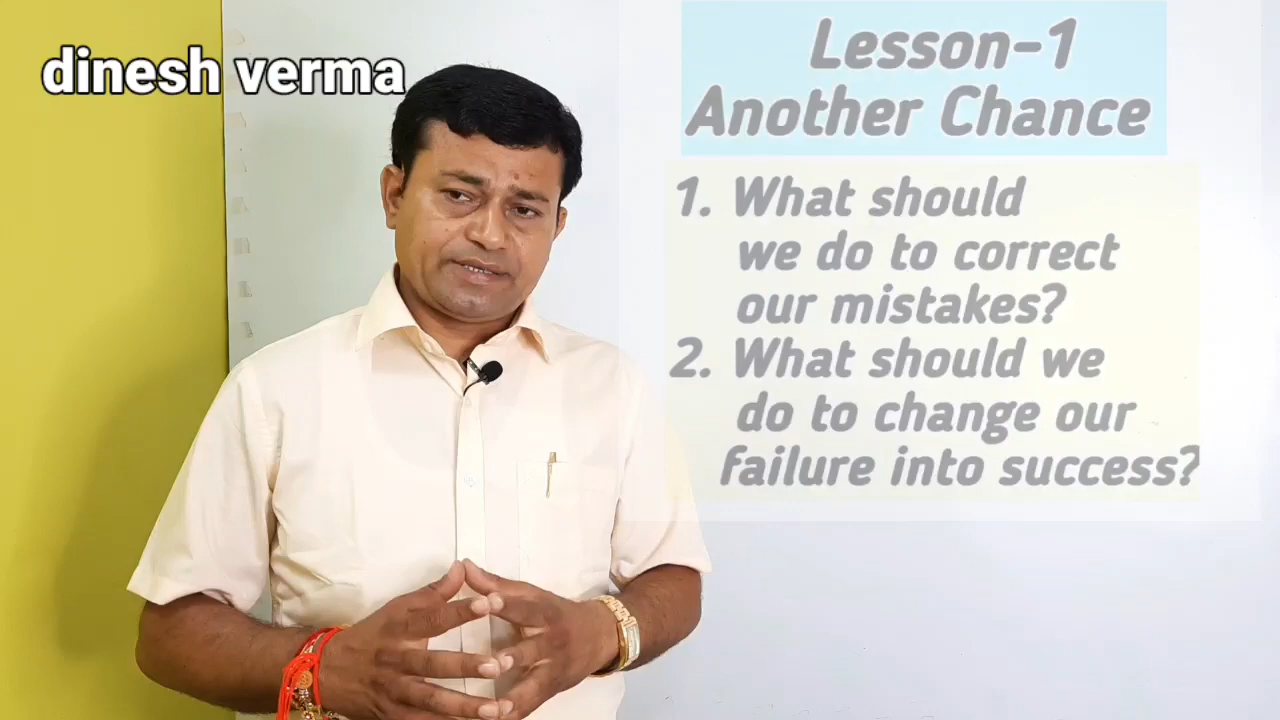 dinesh verma
Lesson-1
Another Chance
1. What should
we do to correct
our mistakes?
2. What should we
do to change our
failure into success?